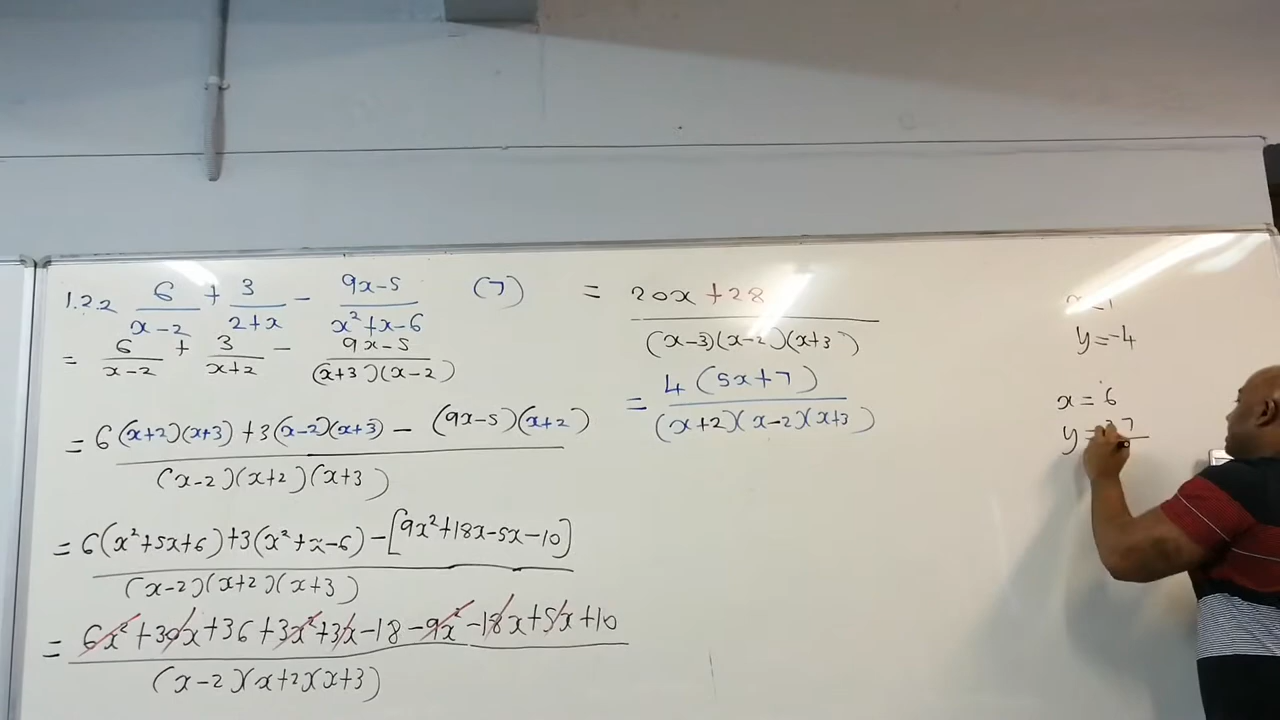 1.2.2 6/(x-2) + 3/(2+x) - (9x-5)/(x²+x-6) (7)
= 6/(x-2) + 3/(x+2) - (9x-5)/((x+3)(x-2))
= (6(x+2)(x+3) + 3(x-2)(x+3) - (9x-5)(x+2))/((x-2)(x+2)(x+3))
= (6(x²+5x+6)+3(x²+x-6)-[9x²+18x-5x-10])/((x-2)(x+2)(x+3))
= (6x²+30x+36+3x²+3x-18-9x²-18x+5x+10)/((x-2)(x+2)(x+3))
= (20x+28)/((x-3)(x-2)(x+3))
= 4(5x+7)/((x+2)(x-2)(x+3))
y=-4
x=6
y=